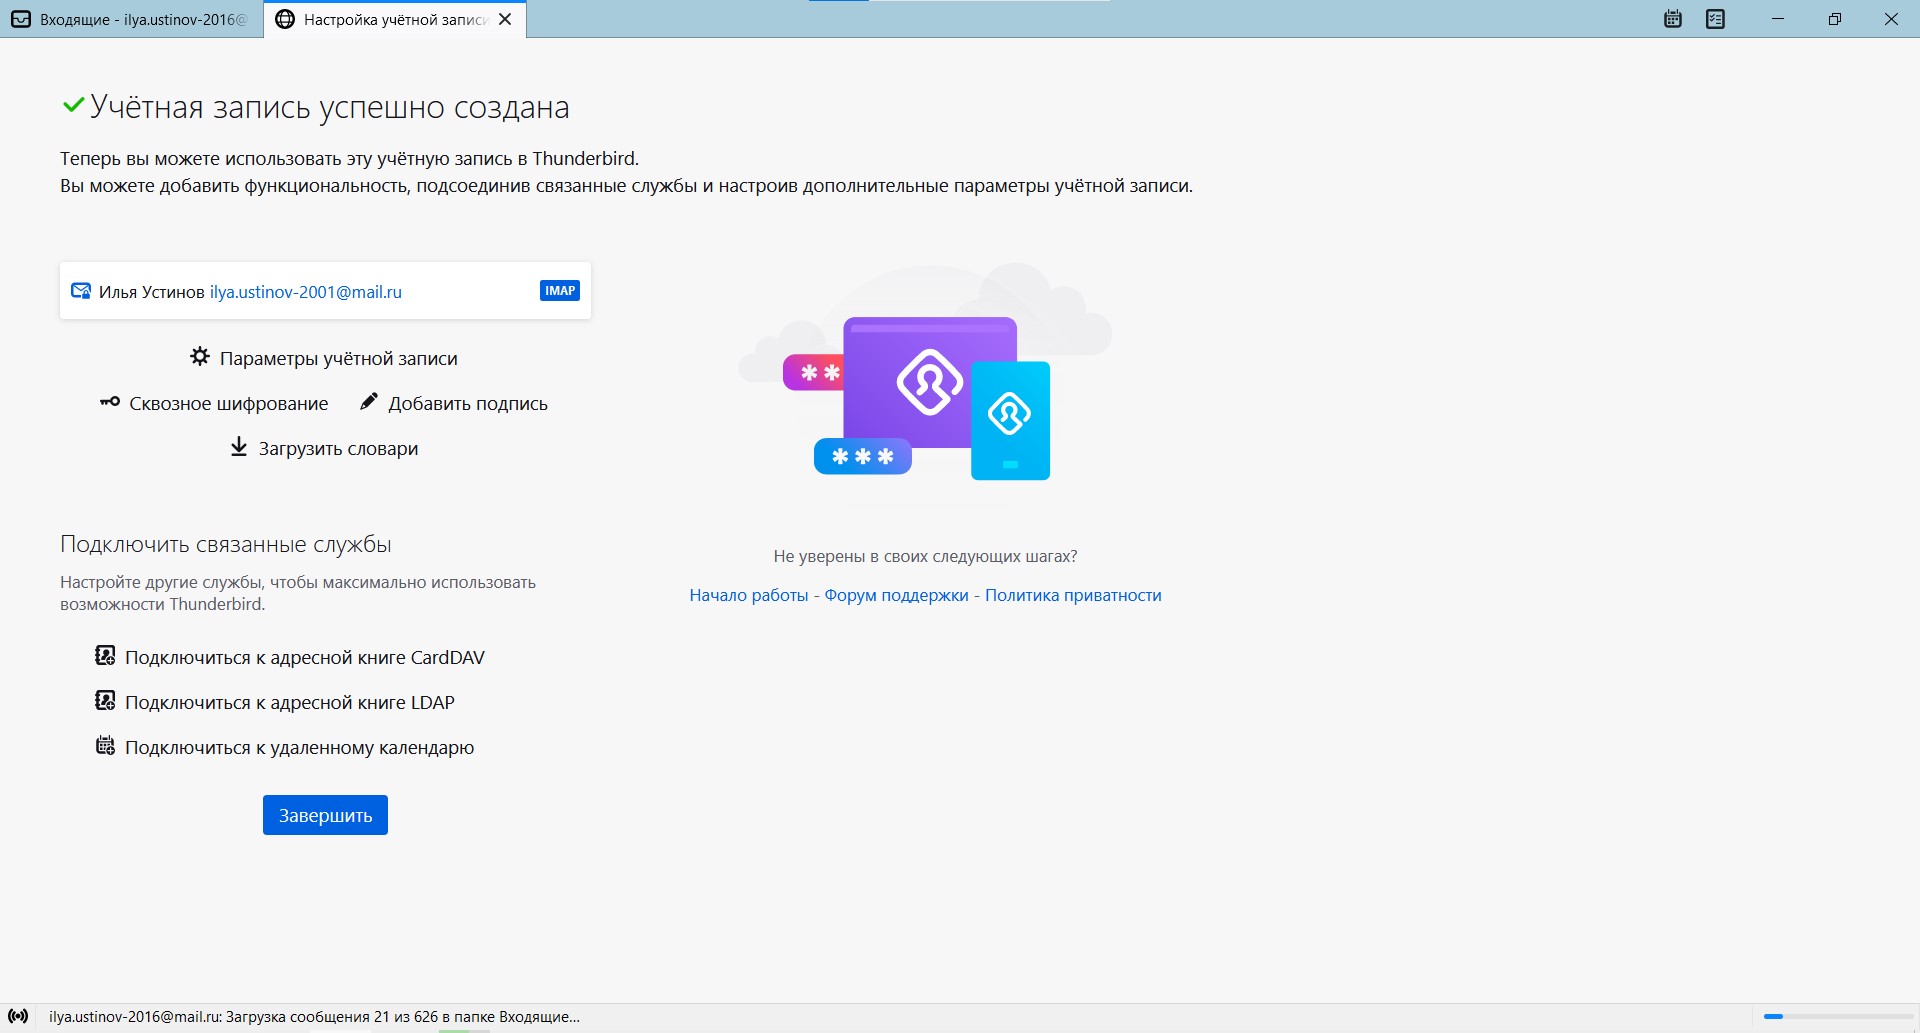 Входящие - ilya.ustinov-2016@
Настройка учётной записи
Учётная запись успешно создана
Теперь вы можете использовать эту учётную запись в Thunderbird.
Вы можете добавить функциональность, подсоединив связанные службы и настроив дополнительные параметры учётной записи.
Илья Устинов ilya.ustinov-2001@mail.ru IMAP
Параметры учётной записи
Сквозное шифрование Добавить подпись
Загрузить словари
Подключить связанные службы
Настройте другие службы, чтобы максимально использовать
возможности Thunderbird.
Подключиться к адресной книге CardDAV
Подключиться к адресной книге LDAP
Подключиться к удаленному календарю
Завершить
** 
***
Не уверены в своих следующих шагах?
Начало работы - Форум поддержки - Политика приватности
ilya.ustinov-2016@mail.ru: Загрузка сообщения 21 из 626 в папке Входящие...